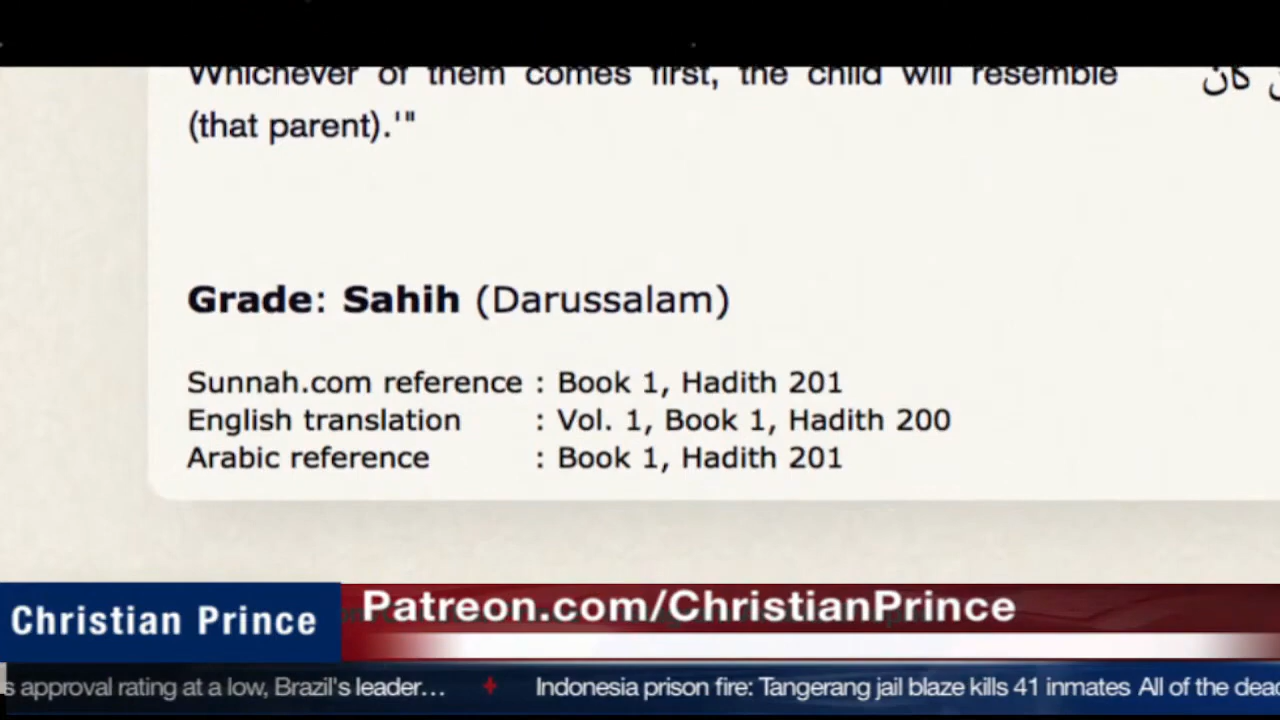 Whichever of them comes first, the child will resemble
(that parent).'"
كان
Grade: Sahih (Darussalam)
Sunnah.com reference : Book 1, Hadith 201
English translation : Vol. 1, Book 1, Hadith 200
Arabic reference : Book 1, Hadith 201
Christian Prince
Patreon.com/ChristianPrince
s approval rating at a low, Brazil's leader... Indonesia prison fire: Tangerang jail blaze kills 41 inmates All of the dead